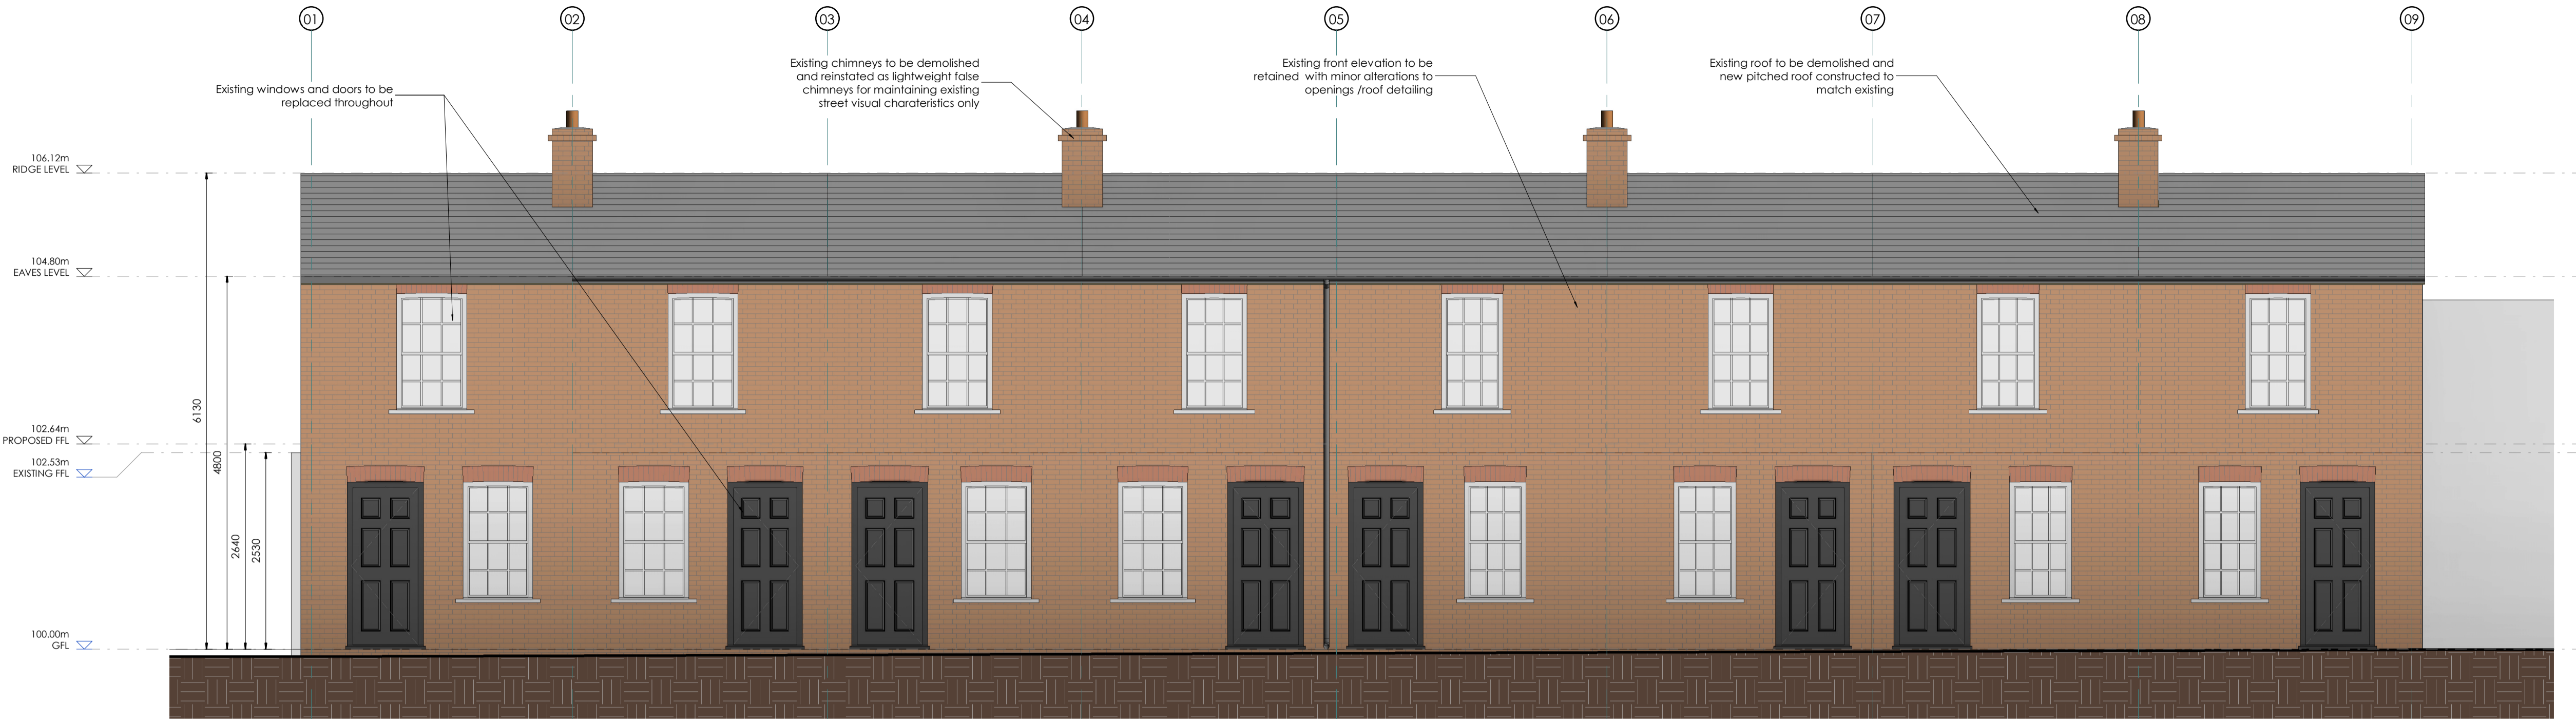 01
02
03
04
05
06
07
08
09
Existing windows and doors to be
replaced throughout
Existing chimneys to be demolished
and reinstated as lightweight false
chimneys for maintaining existing
street visual charateristics only
Existing front elevation to be
retained with minor alterations to
openings /roof detailing
Existing roof to be demolished and
new pitched roof constructed to
match existing
106.12m
RIDGE LEVEL
104.80m
EAVES LEVEL
102.64m
PROPOSED FFL
102.53m
EXISTING FFL
100.00m
GFL
6130
4800
2640
2530